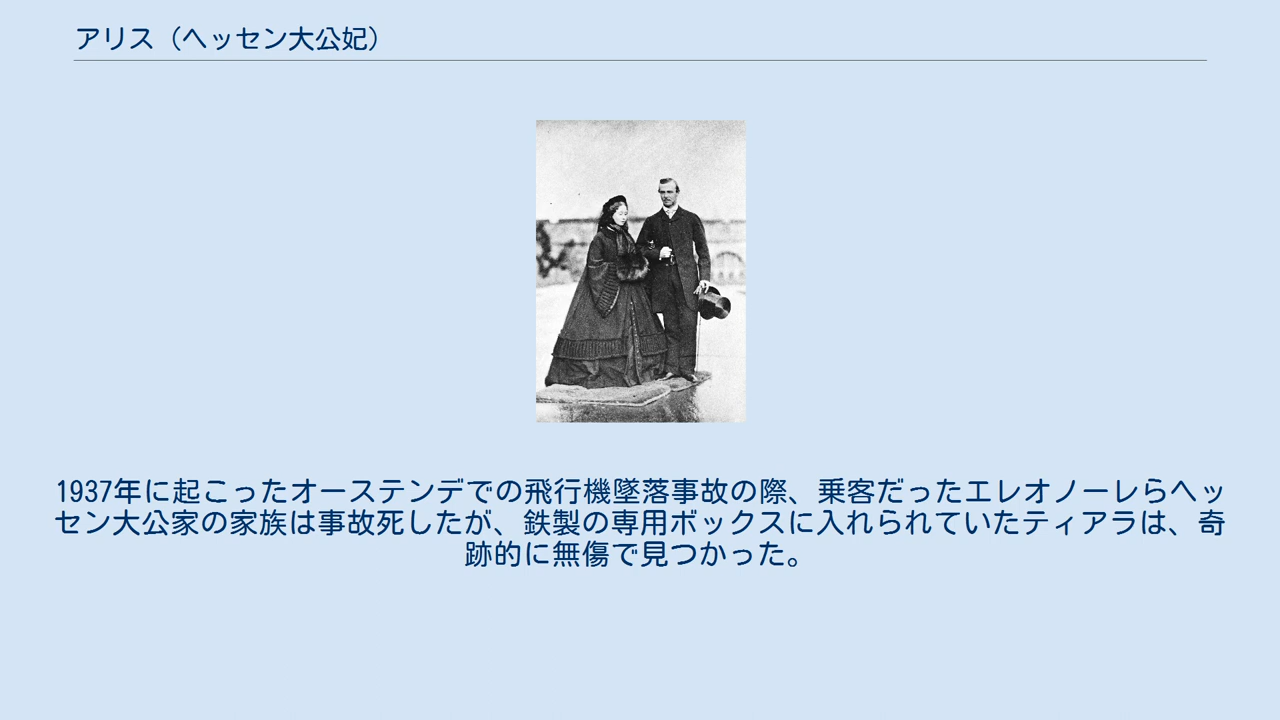 アリス（ヘッセン大公妃）
1937年に起こったオーステンデでの飛行機墜落事故の際、乗客だったエレオノーレらヘッ
セン大公家の家族は事故死したが、鉄製の専用ボックスに入れられていたティアラは、奇
跡的に無傷で見つかった。